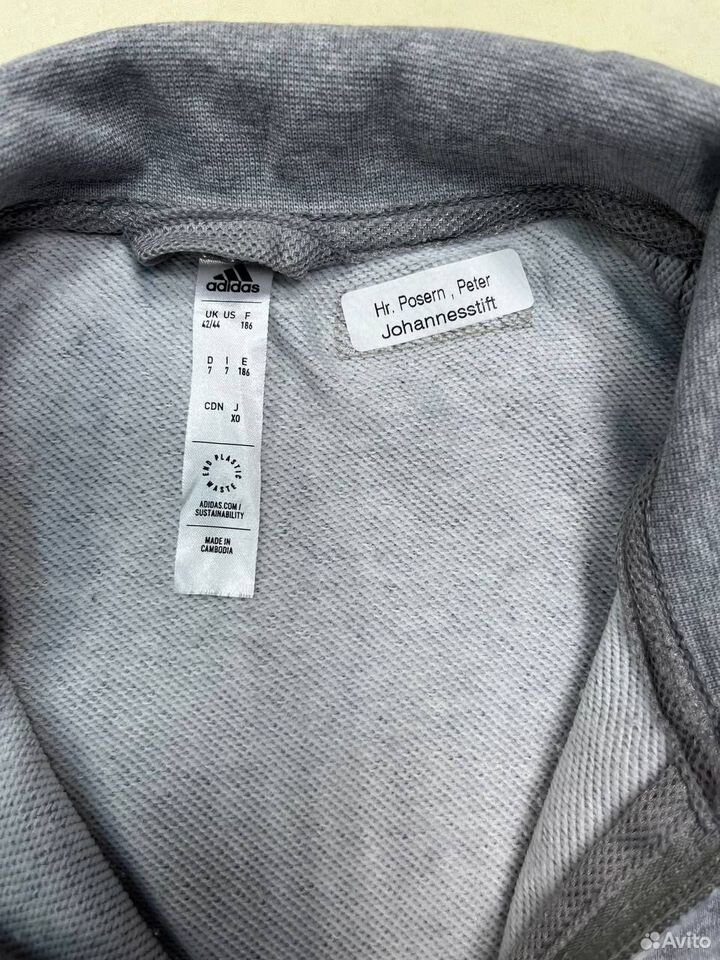 adidas
UK US F
42/44 186
D I E
7 7 186
CDN J
XO
END PLASTIC WASTE
ADIDAS.COM/
SUSTAINABILITY
MADE IN
CAMBODIA
Hr. Posern , Peter
Johannesstift
Avito